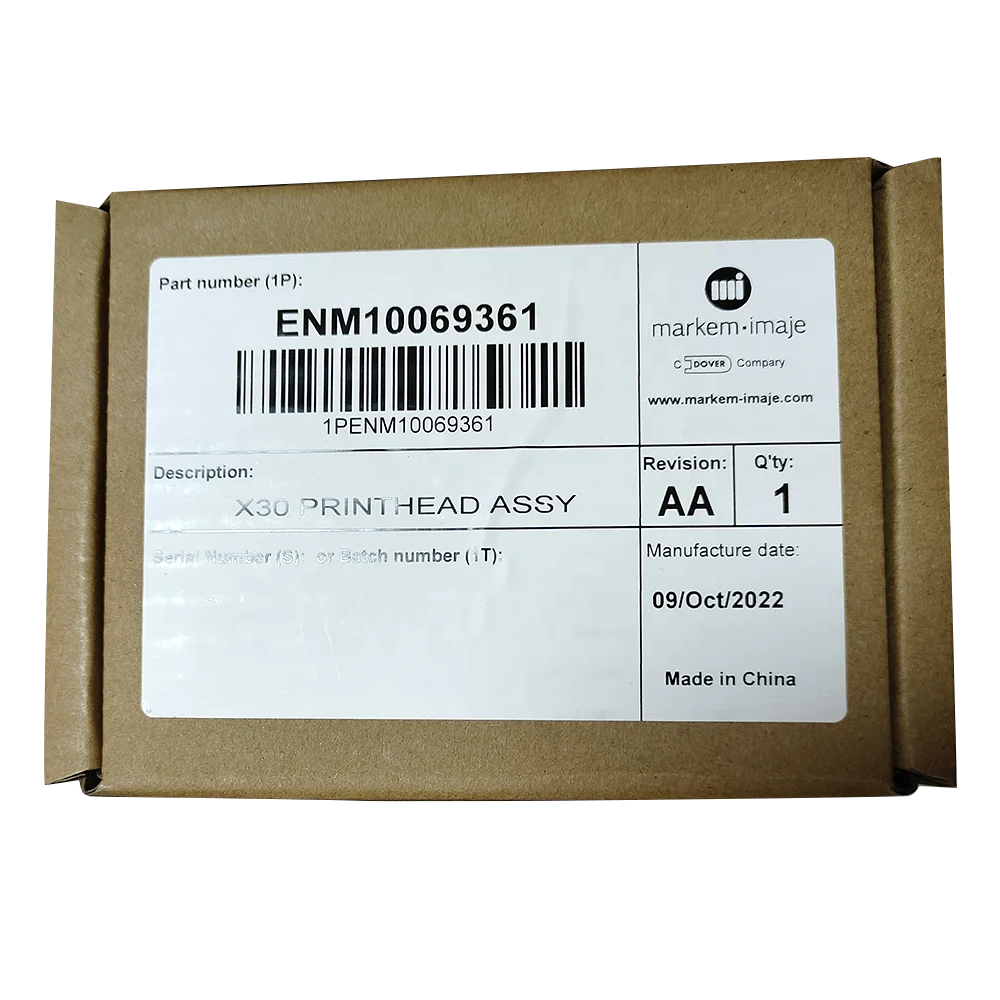 Part number (1P):
ENM10069361
1PENM10069361
mi
markem·imaje
C DOVER Company
www.markem-imaje.com
Description:
X30 PRINTHEAD ASSY
Revision:
AA
Q'ty:
1
Serial Number (S): or Batch number (1T):
Manufacture date:
09/Oct/2022
Made in China